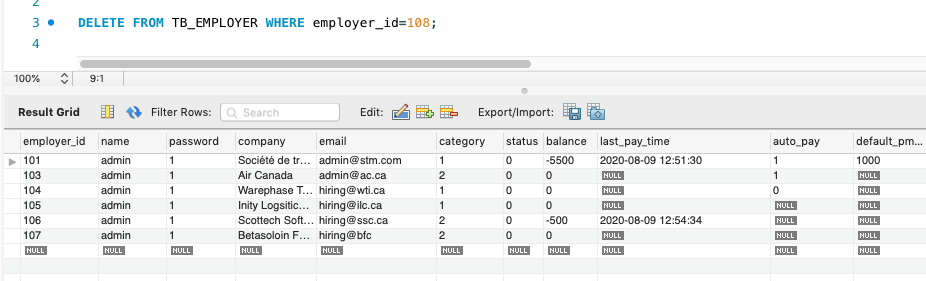 2
3 DELETE FROM TB_EMPLOYER WHERE employer_id=108;
4
100% 9:1
Result Grid Filter Rows: Search Edit: Export/Import:
employer_id name password company email category status balance last_pay_time auto_pay default_pm...
101 admin 1 Société de tr... admin@stm.com 1 0 -5500 2020-08-09 12:51:30 1 1000
103 admin 1 Air Canada admin@ac.ca 2 0 0 NULL 1 NULL
104 admin 1 Warephase T... hiring@wti.ca 1 0 0 NULL 0 NULL
105 admin 1 Inity Logsitic... hiring@ilc.ca 1 0 0 NULL NULL NULL
106 admin 1 Scottech Soft... hiring@ssc.ca 2 0 -500 2020-08-09 12:54:34 NULL NULL
107 admin 1 Betasoloin F... hiring@bfc 2 0 0 NULL NULL NULL
NULL NULL NULL NULL NULL NULL NULL NULL NULL NULL NULL